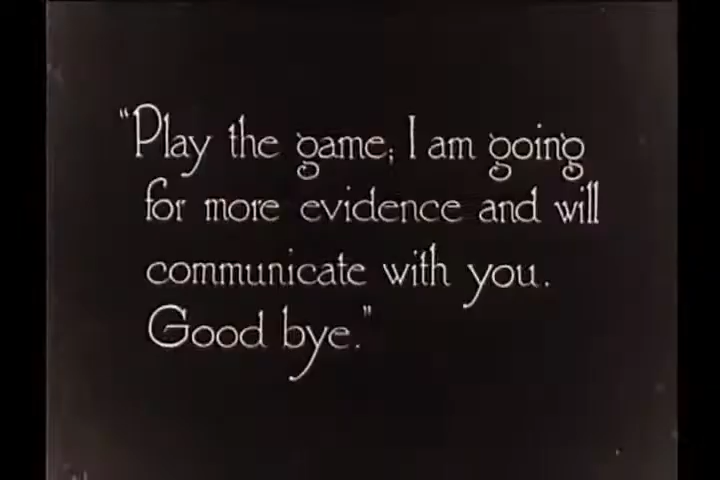 "Play the game; I am going
for more evidence and will
communicate with you.
Good bye."